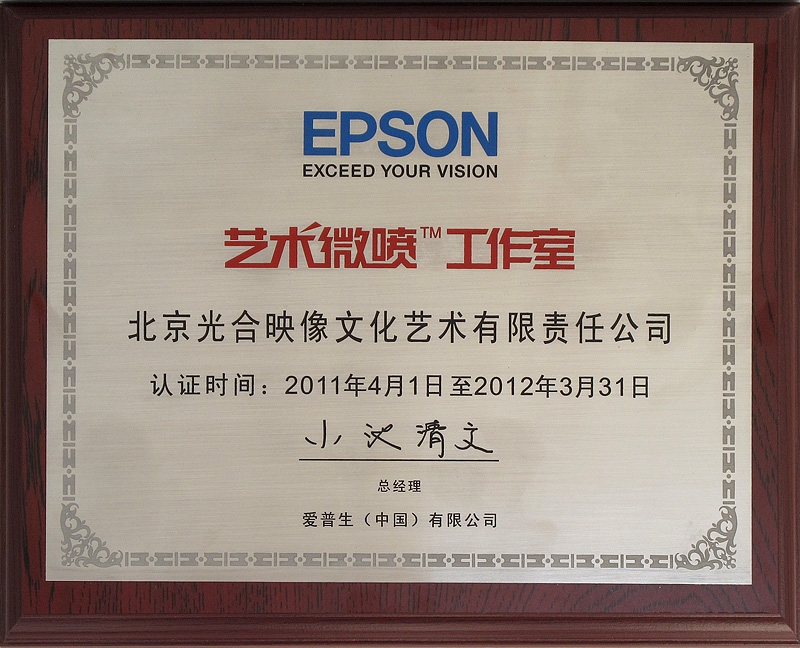 EPSON
EXCEED YOUR VISION
艺术微喷™工作室
北京光合映像文化艺术有限责任公司
认证时间：2011年4月1日至2012年3月31日
小池清文
总经理
爱普生（中国）有限公司